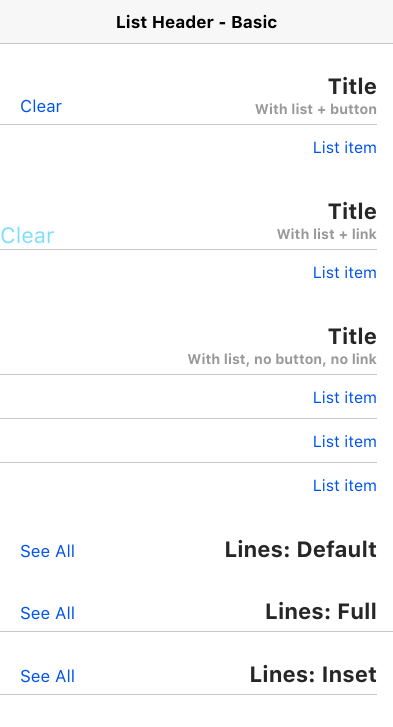 List Header - Basic
Title
With list + button
Clear
List item
Title
With list + link
Clear
List item
Title
With list, no button, no link
List item
List item
List item
Lines: Default
See All
Lines: Full
See All
Lines: Inset
See All